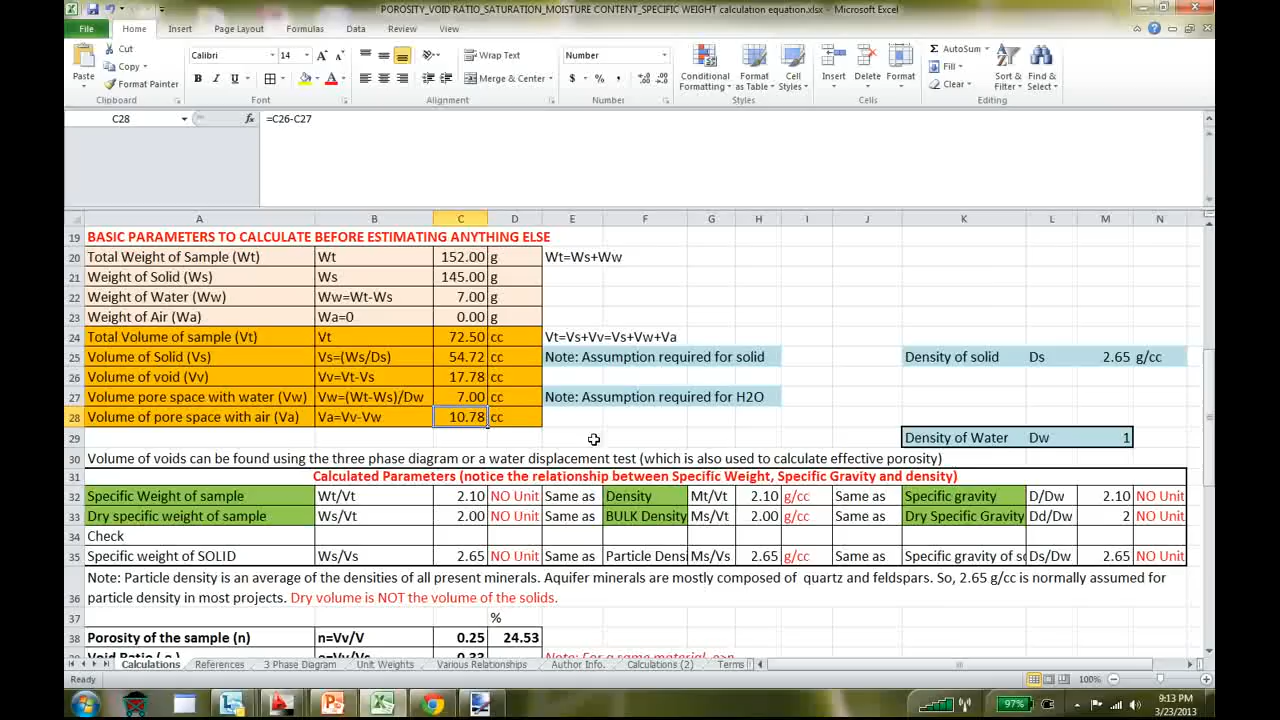 POROSITY_VOID RATIO_SATURATION_MOISTURE CONTENT_SPECIFIC WEIGHT calculation equation.xlsx - Microsoft Excel
File Home Insert Page Layout Formulas Data Review View
Cut Calibri 14 Wrap Text Number AutoSum
Copy Fill
Paste Format Painter B I U Merge & Center $ % , Conditional Formatting Format as Table Cell Styles Insert Delete Format Clear Sort & Filter Find & Select
Clipboard Font Alignment Number Styles Cells Editing
C28 fx =C26-C27
A B C D E F G H I J K L M N
19 BASIC PARAMETERS TO CALCULATE BEFORE ESTIMATING ANYTHING ELSE
20 Total Weight of Sample (Wt) Wt 152.00 g Wt=Ws+Ww
21 Weight of Solid (Ws) Ws 145.00 g
22 Weight of Water (Ww) Ww=Wt-Ws 7.00 g
23 Weight of Air (Wa) Wa=0 0.00 g
24 Total Volume of sample (Vt) Vt 72.50 cc Vt=Vs+Vv=Vs+Vw+Va
25 Volume of Solid (Vs) Vs=(Ws/Ds) 54.72 cc Note: Assumption required for solid Density of solid Ds 2.65 g/cc
26 Volume of void (Vv) Vv=Vt-Vs 17.78 cc
27 Volume pore space with water (Vw) Vw=(Wt-Ws)/Dw 7.00 cc Note: Assumption required for H2O
28 Volume of pore space with air (Va) Va=Vv-Vw 10.78 cc
29 Density of Water Dw 1
30 Volume of voids can be found using the three phase diagram or a water displacement test (which is also used to calculate effective porosity)
31 Calculated Parameters (notice the relationship between Specific Weight, Specific Gravity and density)
32 Specific Weight of sample Wt/Vt 2.10 NO Unit Same as Density Mt/Vt 2.10 g/cc Same as Specific gravity D/Dw 2.10 NO Unit
33 Dry specific weight of sample Ws/Vt 2.00 NO Unit Same as BULK Density Ms/Vt 2.00 g/cc Same as Dry Specific Gravity Dd/Dw 2 NO Unit
34 Check
35 Specific weight of SOLID Ws/Vs 2.65 NO Unit Same as Particle Densi Ms/Vs 2.65 g/cc Same as Specific gravity of so Ds/Dw 2.65 NO Unit
Note: Particle density is an average of the densities of all present minerals. Aquifer minerals are mostly composed of quartz and feldspars. So, 2.65 g/cc is normally assumed for
36 particle density in most projects. Dry volume is NOT the volume of the solids.
37 %
38 Porosity of the sample (n) n=Vv/V 0.25 24.53
Void Ratio ( e ) e=Vv/Vs 0.33 Note: For a same material, e>n
Calculations References 3 Phase Diagram Unit Weights Various Relationships Author Info. Calculations (2) Terms
Ready 100%
97% 9:13 PM
3/23/2013